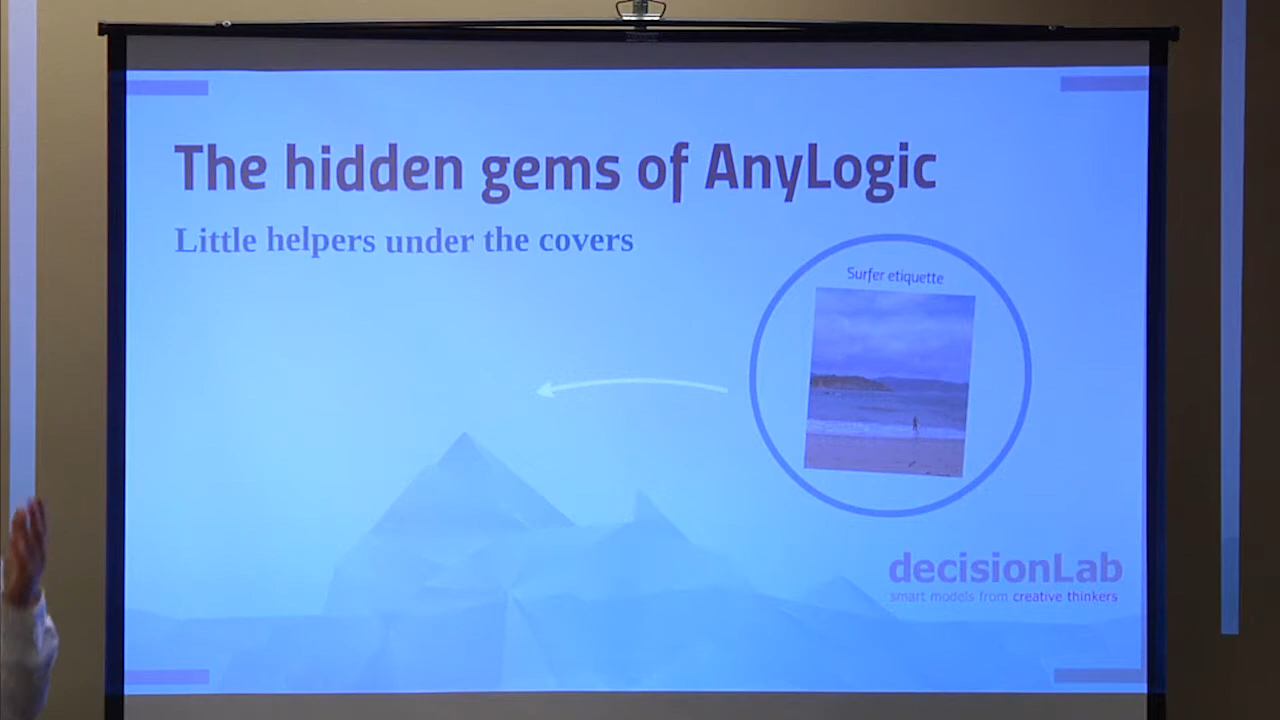 The hidden gems of AnyLogic
Little helpers under the covers
Surfer etiquette
decisionLab
smart models from creative thinkers